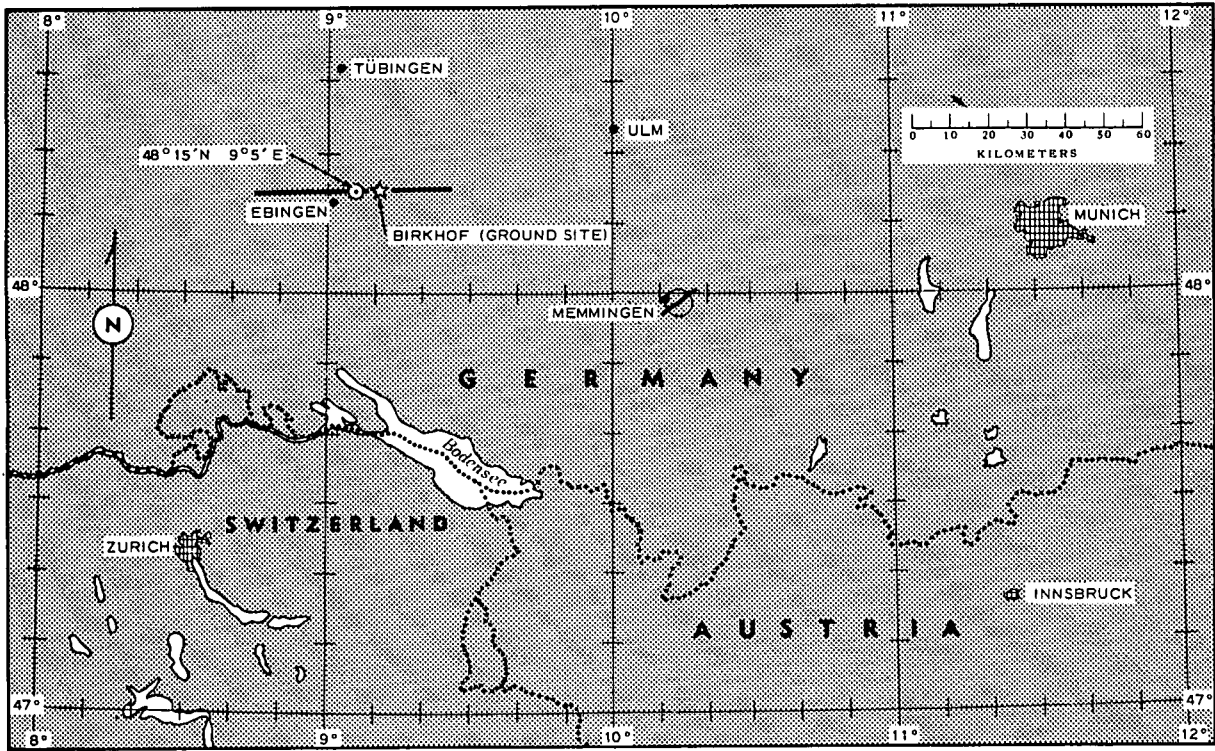 8° 9° 10° 11° 12°
TÜBINGEN
ULM
0 10 20 30 40 50 60
KILOMETERS
48°15´N 9°5´E
EBINGEN
BIRKHOF (GROUND SITE)
MUNICH
48° 48°
MEMMINGEN
N
GERMANY
Bodensee
SWITZERLAND
ZURICH
INNSBRUCK
AUSTRIA
47° 47°
8° 9° 10° 11° 12°